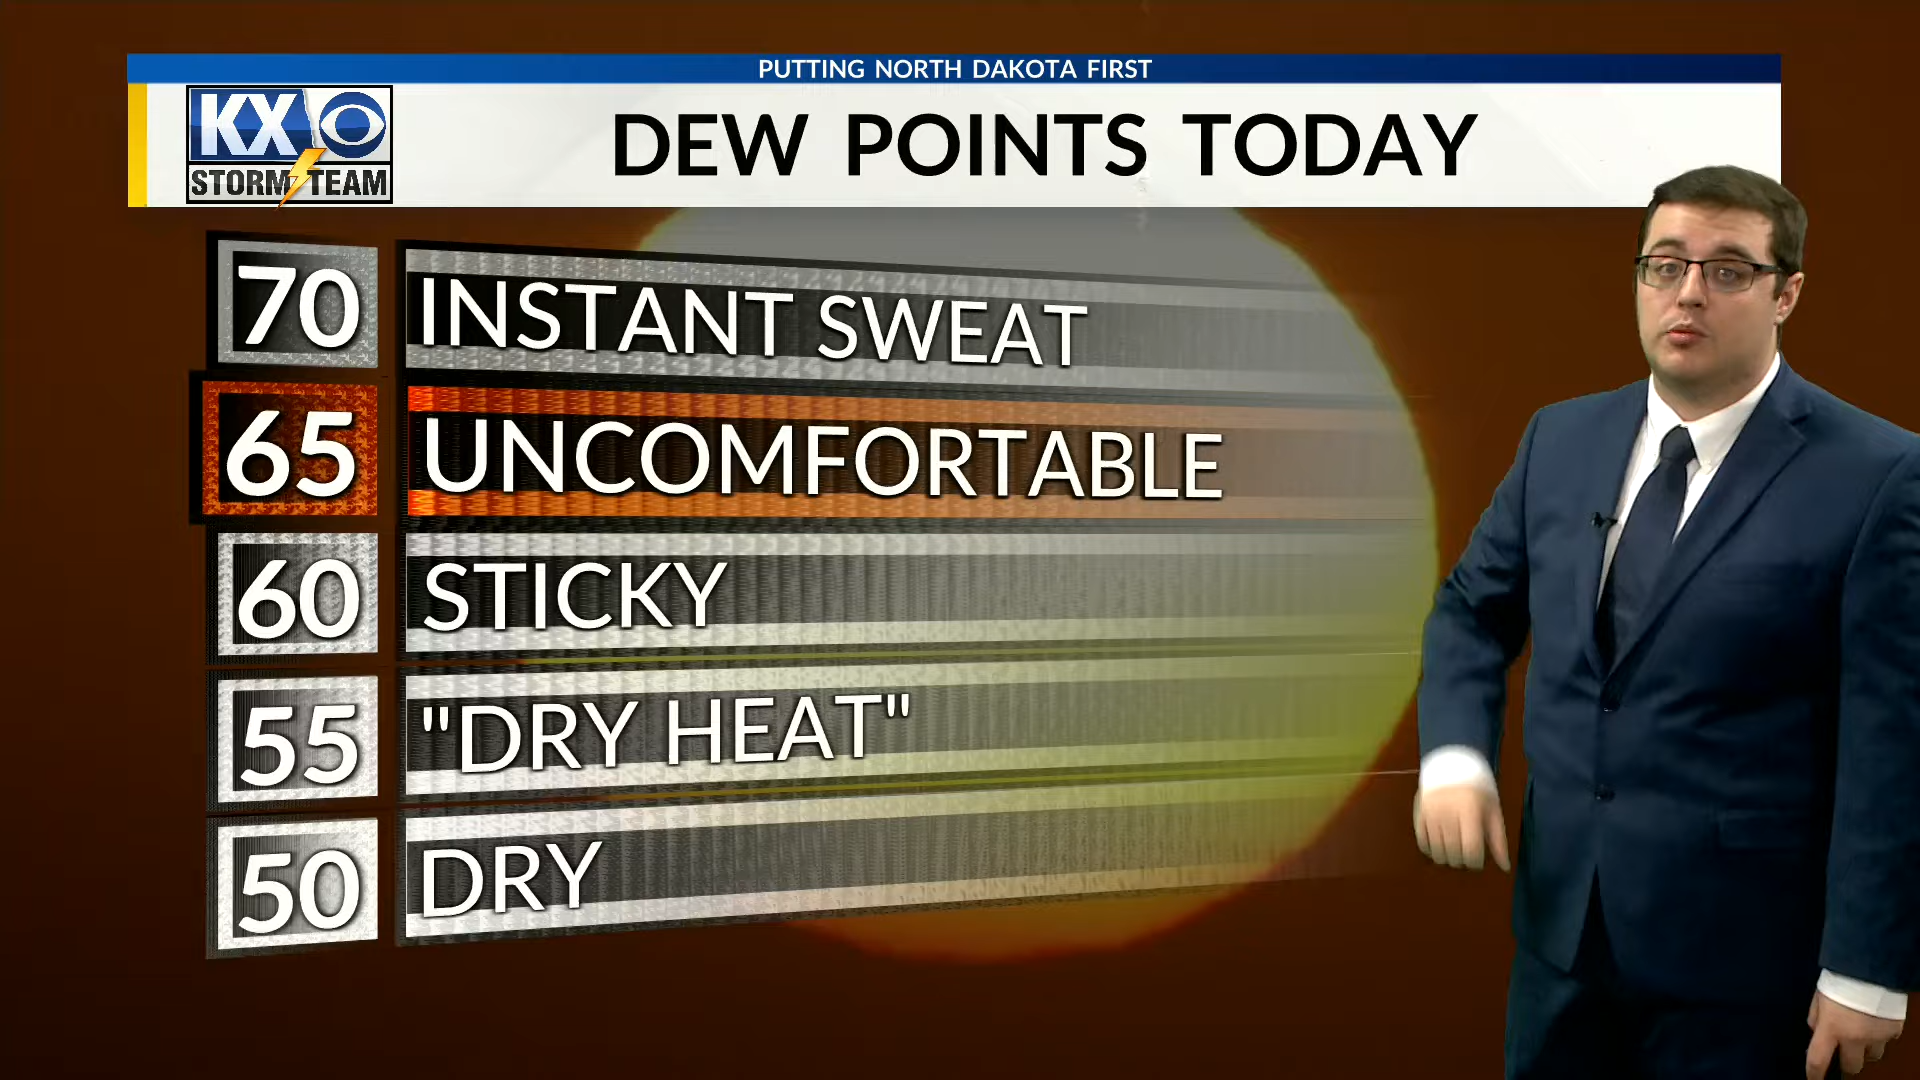 PUTTING NORTH DAKOTA FIRST
KX
STORM TEAM
DEW POINTS TODAY
70 INSTANT SWEAT
65 UNCOMFORTABLE
60 STICKY
55 "DRY HEAT"
50 DRY